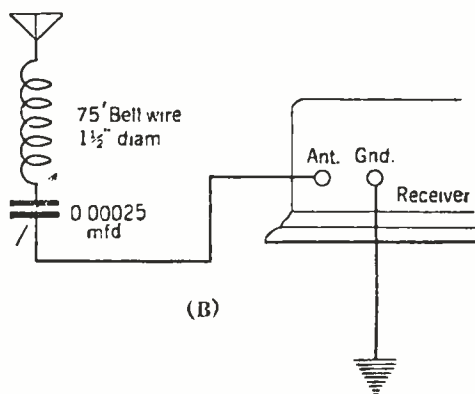 75' Bell wire
1½" diam
Ant. Gnd.
0.00025
mfd
Receiver
(B)